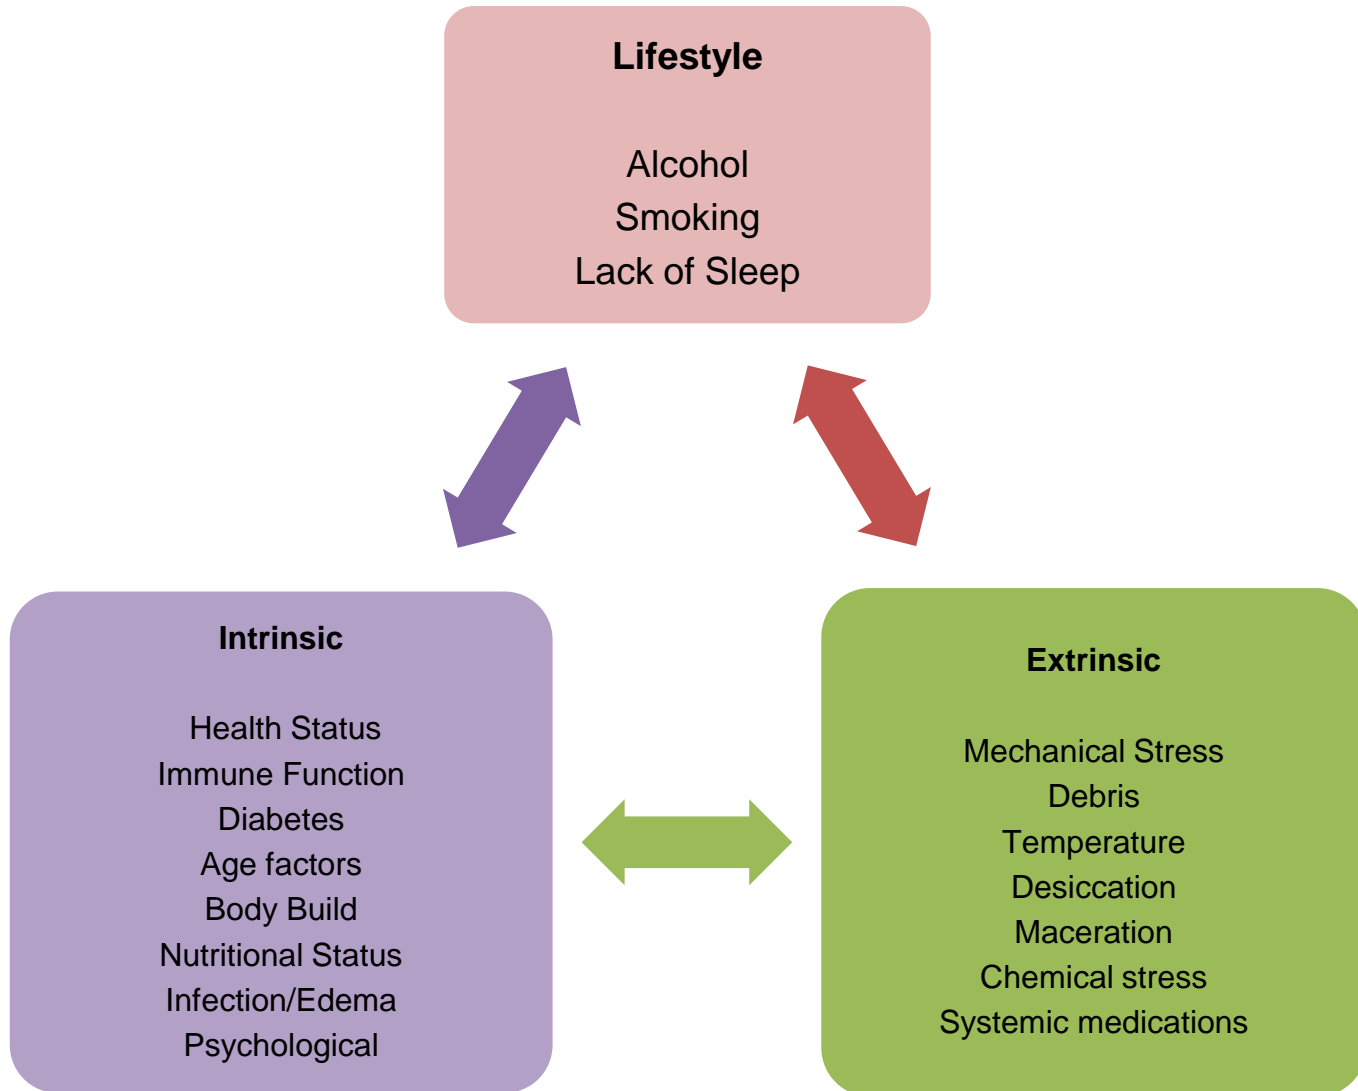 Lifestyle
Alcohol
Smoking
Lack of Sleep
Intrinsic
Health Status
Immune Function
Diabetes
Age factors
Body Build
Nutritional Status
Infection/Edema
Psychological
Extrinsic
Mechanical Stress
Debris
Temperature
Desiccation
Maceration
Chemical stress
Systemic medications